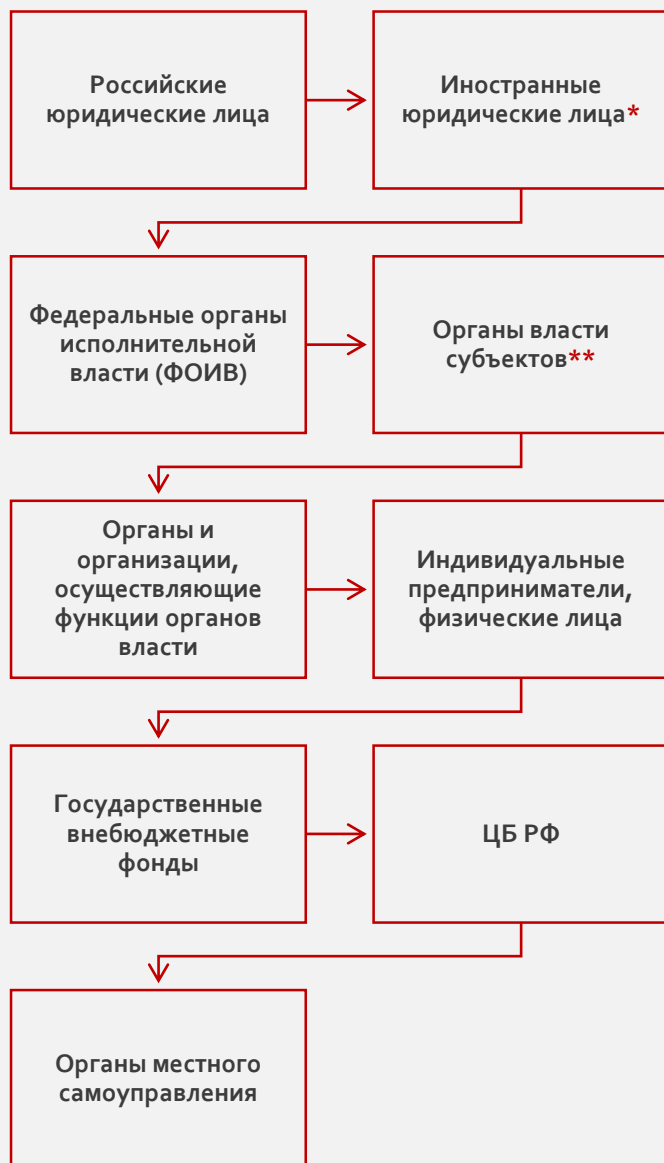 Российские
юридические лица
Иностранные
юридические лица*
Федеральные органы
исполнительной
власти (ФОИВ)
Органы власти
субъектов**
Органы и
организации,
осуществляющие
функции органов
власти
Индивидуальные
предприниматели,
физические лица
Государственные
внебюджетные
фонды
ЦБ РФ
Органы местного
самоуправления